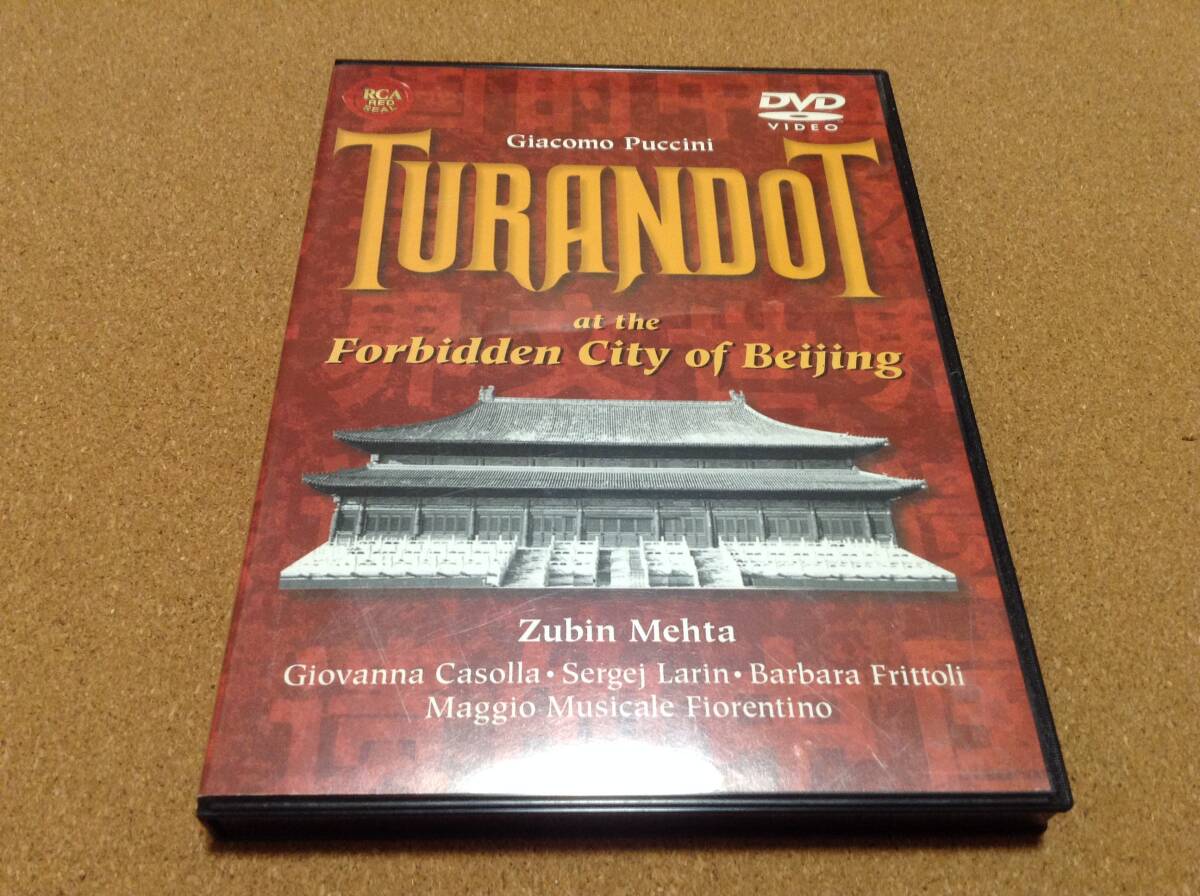 RCA
RED
SEAL
DVD
VIDEO
Giacomo Puccini
TURANDOT
at the
Forbidden City of Beijing
Zubin Mehta
Giovanna Casolla • Sergej Larin • Barbara Frittoli
Maggio Musicale Fiorentino